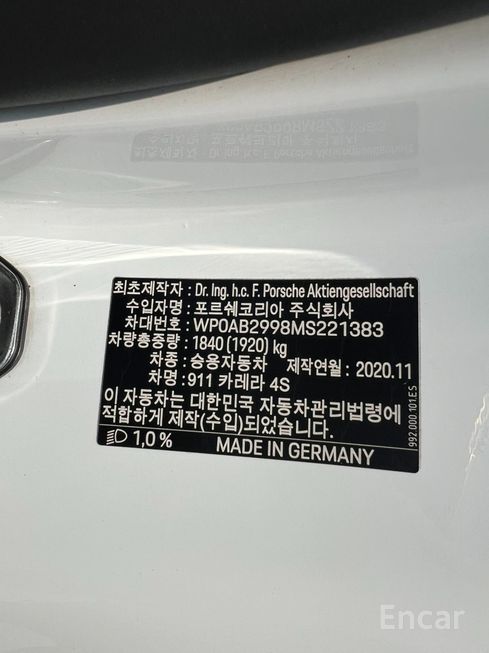 최초제작자 : Dr. Ing. h.c. F. Porsche Aktiengesellschaft
수입자명 : 포르쉐코리아 주식회사
차대번호 : WP0AB2998MS221383
차량총중량 : 1840 (1920) kg
차종 : 승용자동차 제작연월 : 2020.11
차명 : 911 카레라 4S
이 자동차는 대한민국 자동차관리법령에
적합하게 제작(수입)되었습니다.
1,0 % MADE IN GERMANY
992 000 101 ES
Encar